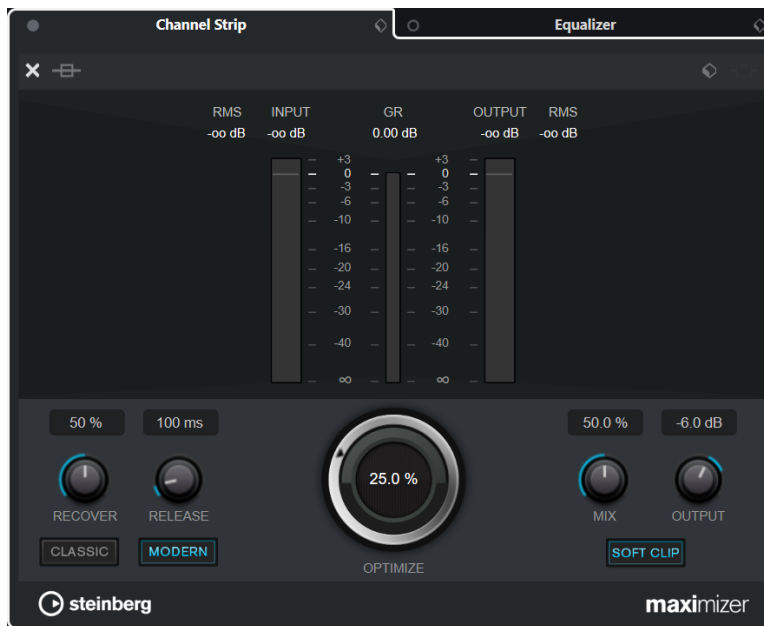 Channel Strip
Equalizer
RMS INPUT GR OUTPUT RMS
-oo dB -oo dB 0.00 dB -oo dB -oo dB
+3 +3
0 0
-3 -3
-6 -6
-10 -10
-16 -16
-20 -20
-24 -24
-30 -30
-40 -40
∞ ∞
50 % 100 ms 50.0 % -6.0 dB
25.0 %
RECOVER RELEASE MIX OUTPUT
CLASSIC MODERN SOFT CLIP
OPTIMIZE
steinberg maximizer